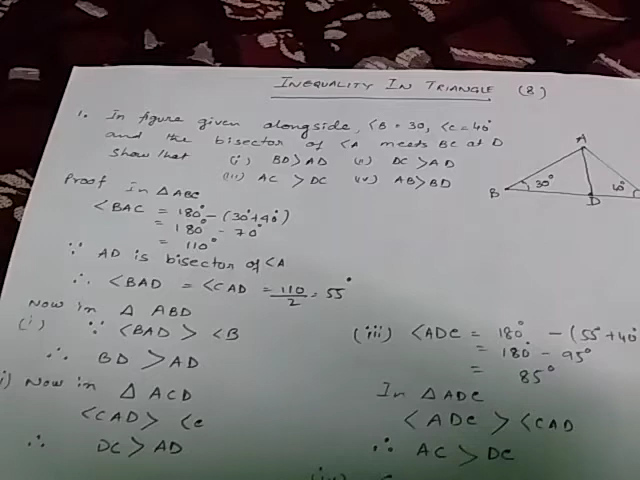 INEQUALITY IN TRIANGLE (8)
1. In figure given alongside, <B = 30, <C = 40°
and the bisector of <A meets BC at D
Show that (i) BD > AD (ii) DC > AD
(iii) AC > DC (iv) AB > BD
A
B 30° D 40°
Proof In △ ABC
<BAC = 180° - (30° + 40°)
= 180° - 70°
= 110°
∵ AD is bisector of <A
∴ <BAD = <CAD = 110/2 = 55°
Now in △ ABD
(i) ∵ <BAD > <B
∴ BD > AD
i) Now in △ ACD
<CAD > <C
∴ DC > AD
(iii) <ADC = 180° - (55° + 40°
= 180° - 95°
= 85°
In △ ADC
<ADC > <CAD
∴ AC > DC